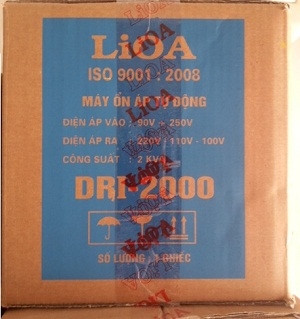 LiOA
ISO 9001 : 2008
MÁY ỔN ÁP TỰ ĐỘNG
ĐIỆN ÁP VÀO : 90V ~ 250V
ĐIỆN ÁP RA : 220V / 110V - 100V
CÔNG SUẤT : 2 KVA
DRI-2000
SỐ LƯỢNG : 1 CHIẾC